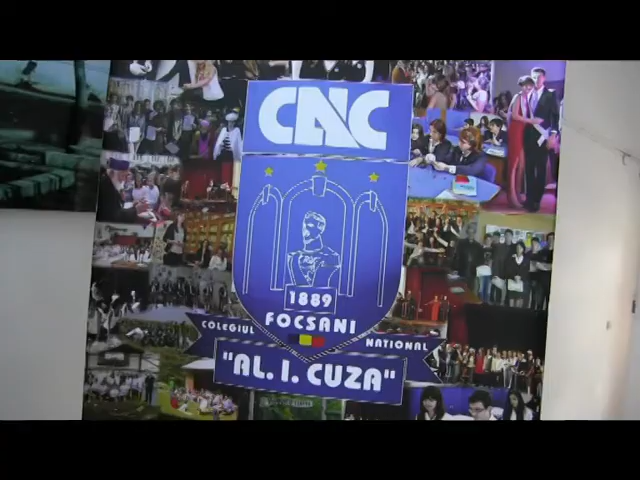 CNC
1889
FOCSANI
COLEGIUL NATIONAL
"AL. I. CUZA"